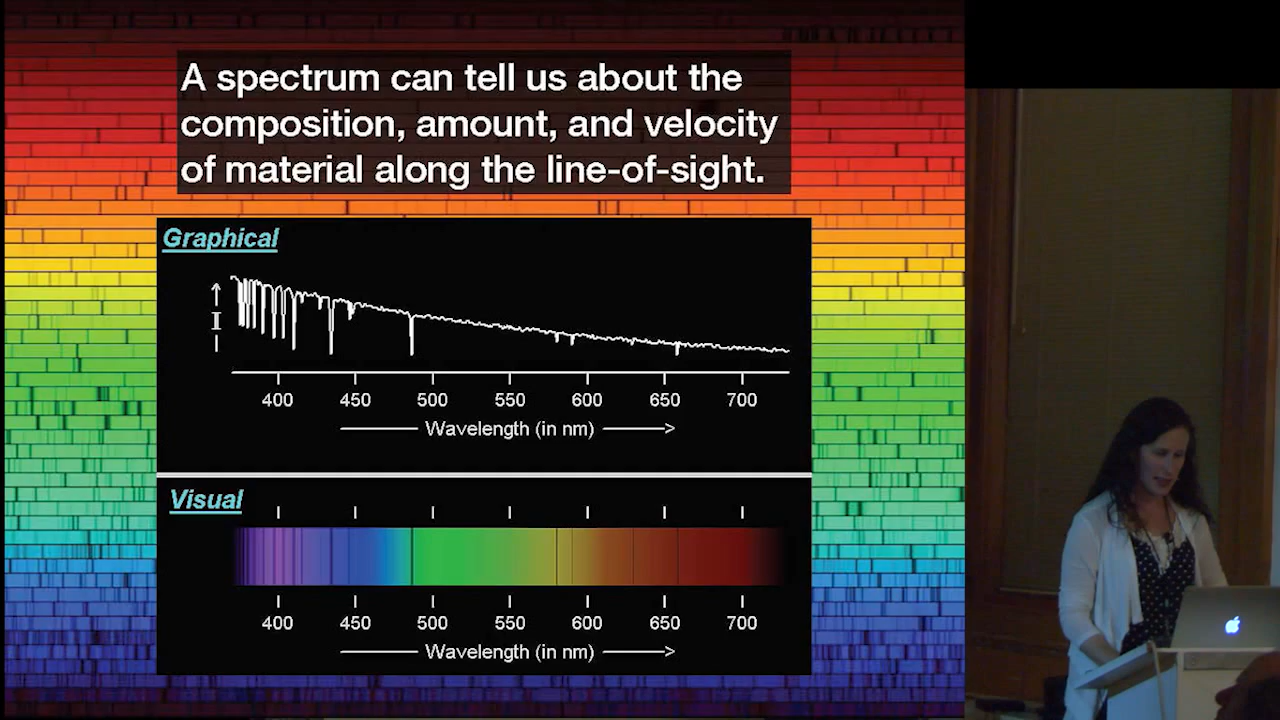 A spectrum can tell us about the
composition, amount, and velocity
of material along the line-of-sight.
Graphical
I
400 450 500 550 600 650 700
Wavelength (in nm)
Visual
400 450 500 550 600 650 700
Wavelength (in nm)